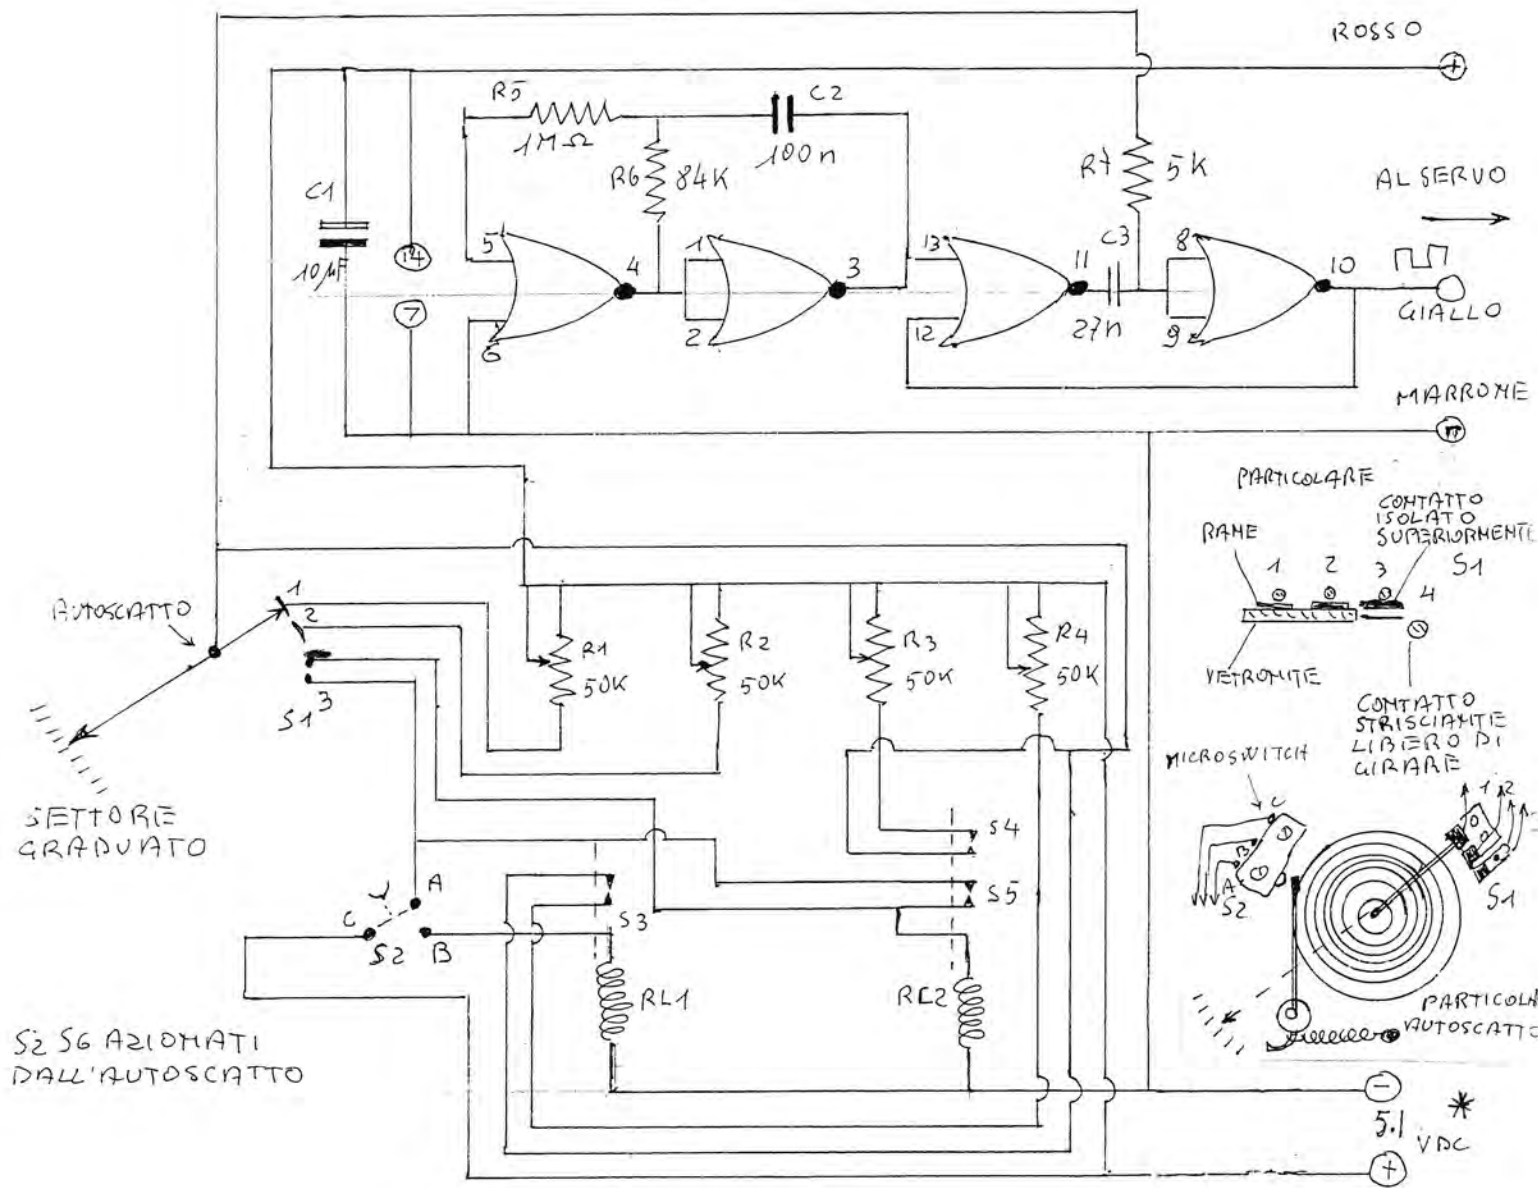 ROSSO
+
R5
1MΩ
C2
100n
R6
84K
R7
5K
AL SERVO
C1
10µF
14
7
5
6
4
1
2
3
13
12
11
C3
27n
8
9
10
GIALLO
MARRONE
PARTICOLARE
CONTATTO
ISOLATO
SUPERIORMENTE
S1
RAME
1
2
3
4
VETRONITE
CONTATTO
STRISCIANTE
LIBERO DI
GIRARE
AUTOSCATTO
1
2
3
S1
R1
50K
R2
50K
R3
50K
R4
50K
SETTORE
GRADUATO
MICROSWITCH
C
B
A
S2
1
2
S1
PARTICOLA
AUTOSCATTO
S4
S5
S3
A
C
S2
B
RL1
RL2
S2 S6 AZIONATI
DALL'AUTOSCATTO
−
5.1
VDC
*
+